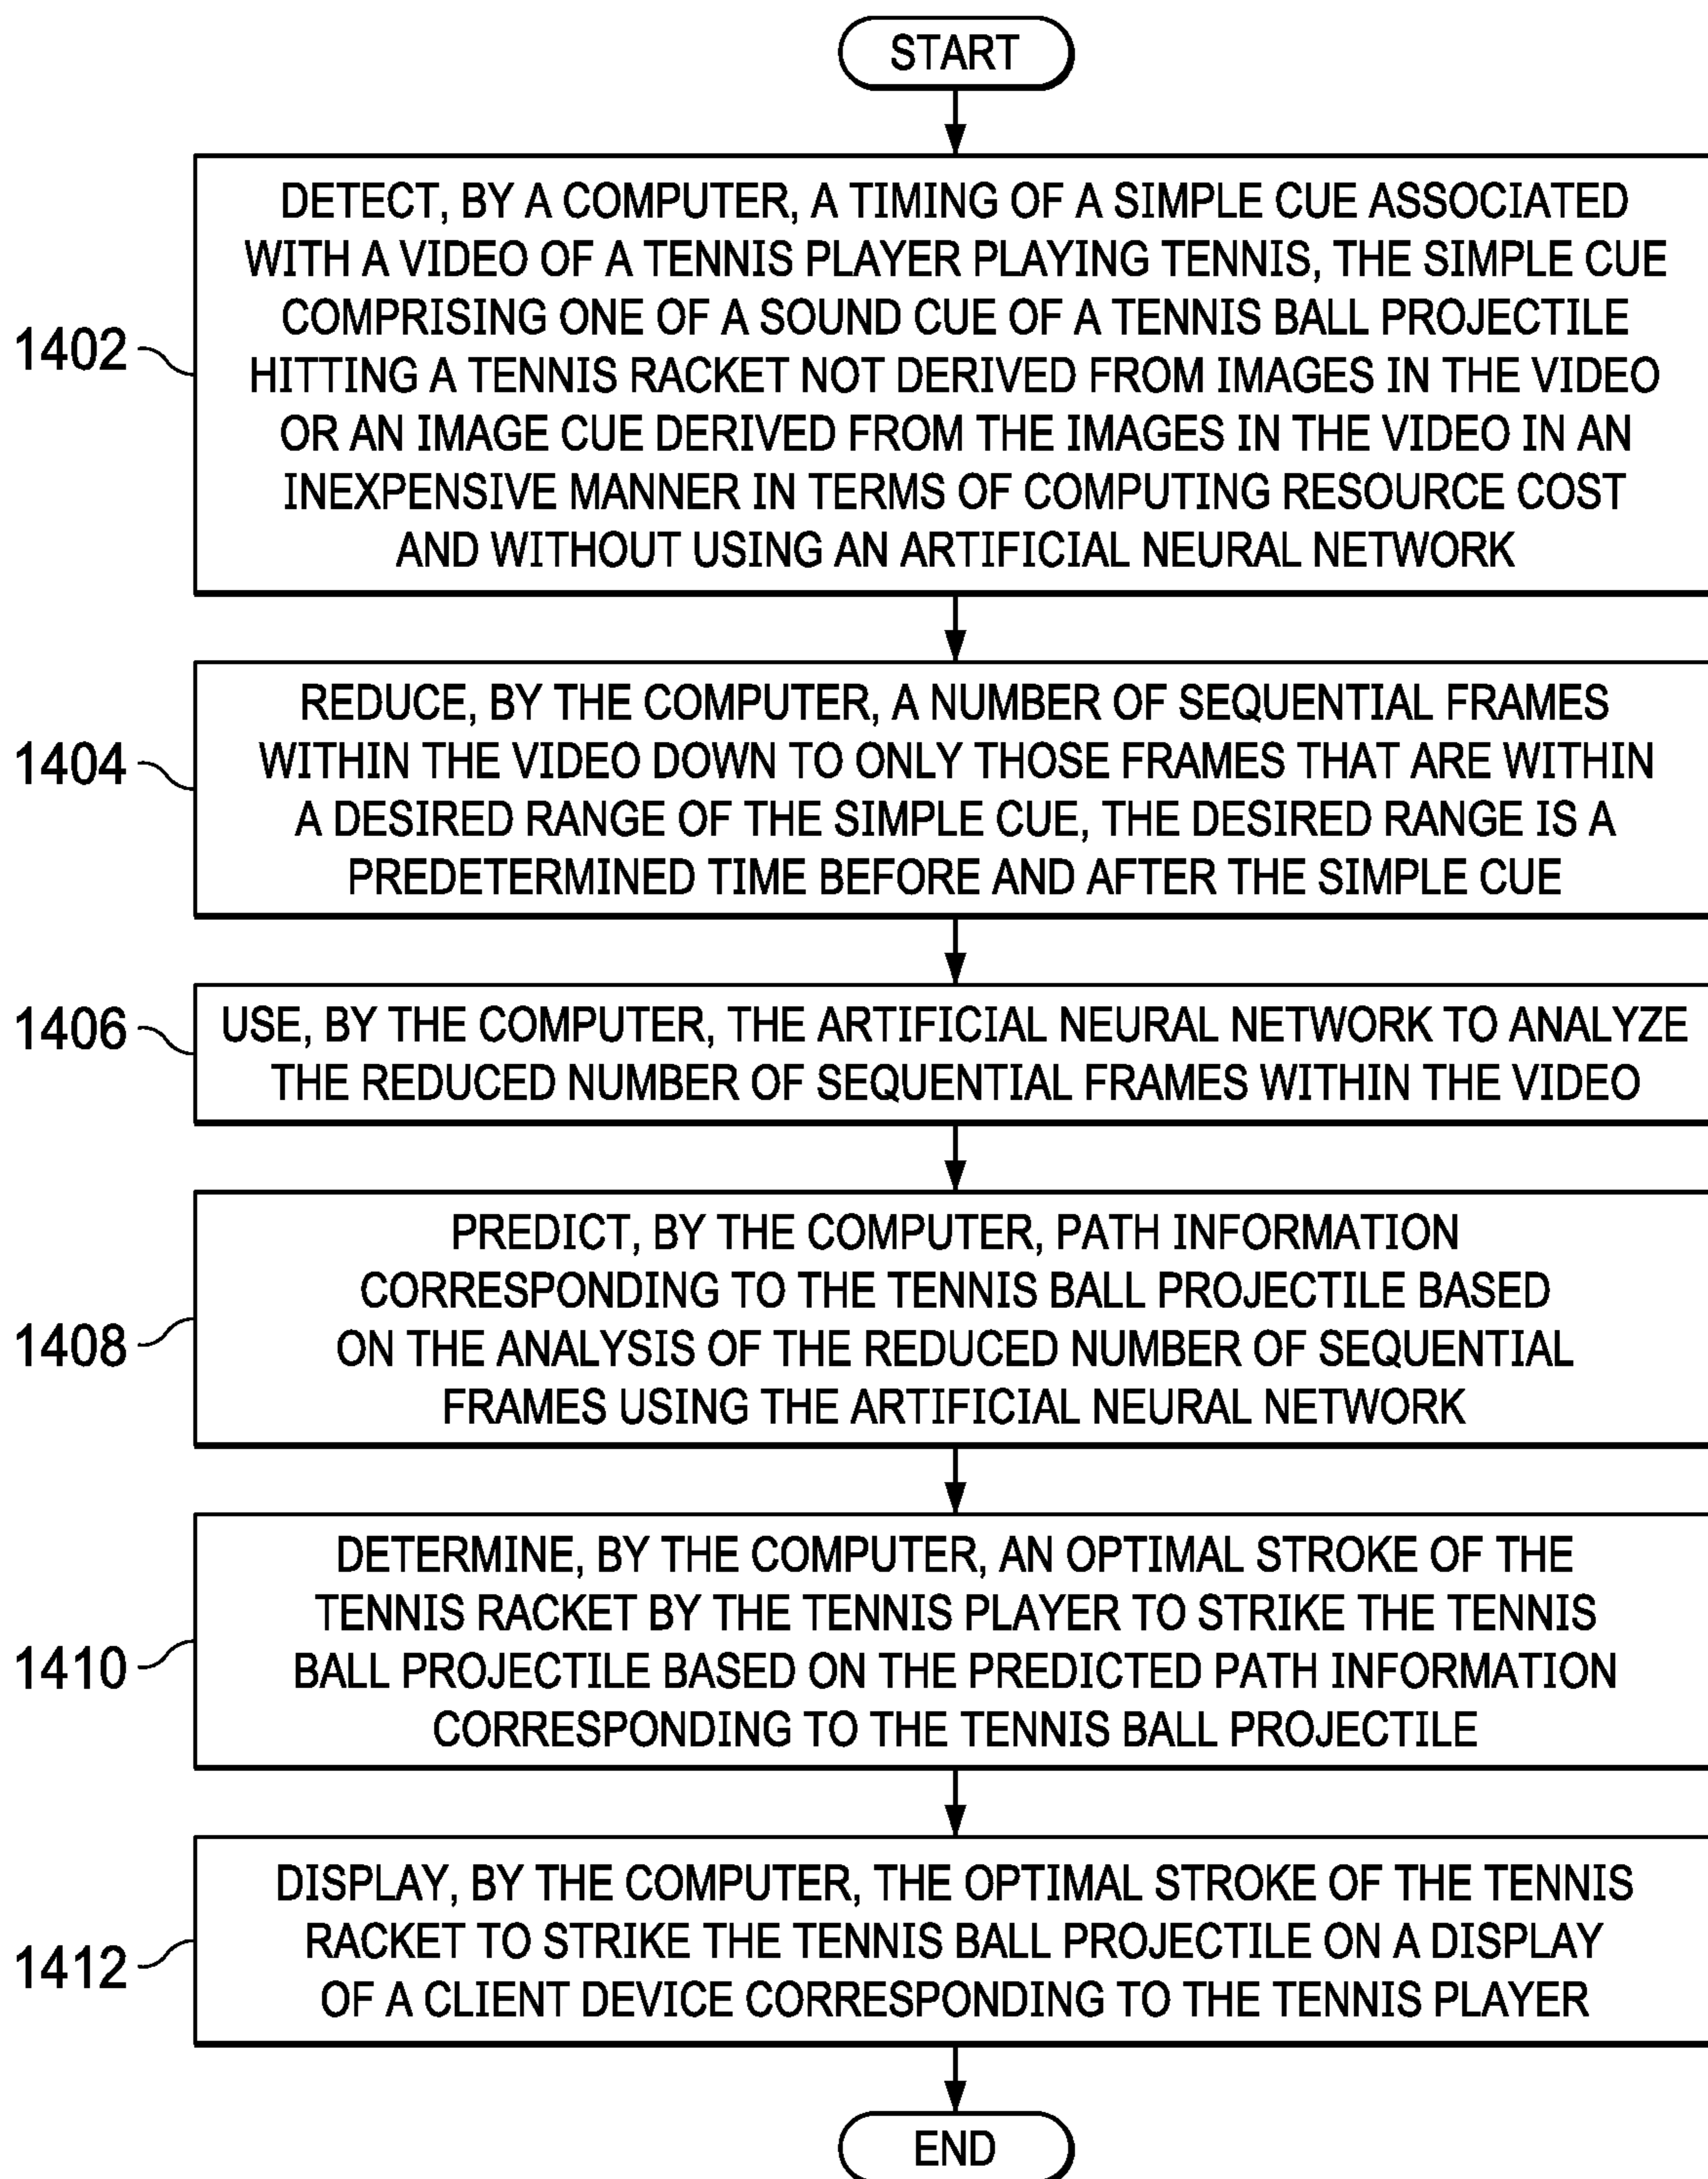 START
DETECT, BY A COMPUTER, A TIMING OF A SIMPLE CUE ASSOCIATED
WITH A VIDEO OF A TENNIS PLAYER PLAYING TENNIS, THE SIMPLE CUE
COMPRISING ONE OF A SOUND CUE OF A TENNIS BALL PROJECTILE
HITTING A TENNIS RACKET NOT DERIVED FROM IMAGES IN THE VIDEO
OR AN IMAGE CUE DERIVED FROM THE IMAGES IN THE VIDEO IN AN
INEXPENSIVE MANNER IN TERMS OF COMPUTING RESOURCE COST
AND WITHOUT USING AN ARTIFICIAL NEURAL NETWORK
1402
REDUCE, BY THE COMPUTER, A NUMBER OF SEQUENTIAL FRAMES
WITHIN THE VIDEO DOWN TO ONLY THOSE FRAMES THAT ARE WITHIN
A DESIRED RANGE OF THE SIMPLE CUE, THE DESIRED RANGE IS A
PREDETERMINED TIME BEFORE AND AFTER THE SIMPLE CUE
1404
USE, BY THE COMPUTER, THE ARTIFICIAL NEURAL NETWORK TO ANALYZE
THE REDUCED NUMBER OF SEQUENTIAL FRAMES WITHIN THE VIDEO
1406
PREDICT, BY THE COMPUTER, PATH INFORMATION
CORRESPONDING TO THE TENNIS BALL PROJECTILE BASED
ON THE ANALYSIS OF THE REDUCED NUMBER OF SEQUENTIAL
FRAMES USING THE ARTIFICIAL NEURAL NETWORK
1408
DETERMINE, BY THE COMPUTER, AN OPTIMAL STROKE OF THE
TENNIS RACKET BY THE TENNIS PLAYER TO STRIKE THE TENNIS
BALL PROJECTILE BASED ON THE PREDICTED PATH INFORMATION
CORRESPONDING TO THE TENNIS BALL PROJECTILE
1410
DISPLAY, BY THE COMPUTER, THE OPTIMAL STROKE OF THE TENNIS
RACKET TO STRIKE THE TENNIS BALL PROJECTILE ON A DISPLAY
OF A CLIENT DEVICE CORRESPONDING TO THE TENNIS PLAYER
1412
END